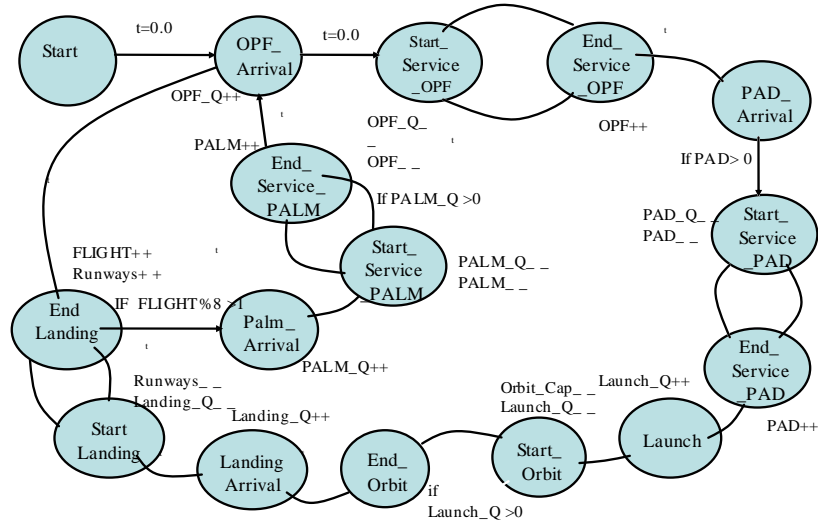 Start
t=0.0
OPF_
Arrival
t=0.0
Start_
Service
_OPF
End_
Service
_OPF
t
PAD_
Arrival
OPF_Q++
t
OPF_Q_
_
OPF_ _
t
t
OPF++
PALM++
End_
Service_
PALM
If PALM_Q >0
If PAD> 0
PAD_Q_ _
PAD_ _
Start_
Service
_PAD
t
FLIGHT++
Runways+ +
t
Start_
Service
_PALM
PALM_Q_ _
PALM_ _
IF FLIGHT%8 >1
End
Landing
Palm_
Arrival
t
PALM_Q++
End_
Service
_PAD
PAD++
Runways_ _
Landing_Q_ _
Landing_Q++
Orbit_Cap_ _
Launch_Q_ _
Launch_Q++
Start
Landing
Landing
Arrival
End_
Orbit
if
Launch_Q >0
Start_
Orbit
Launch